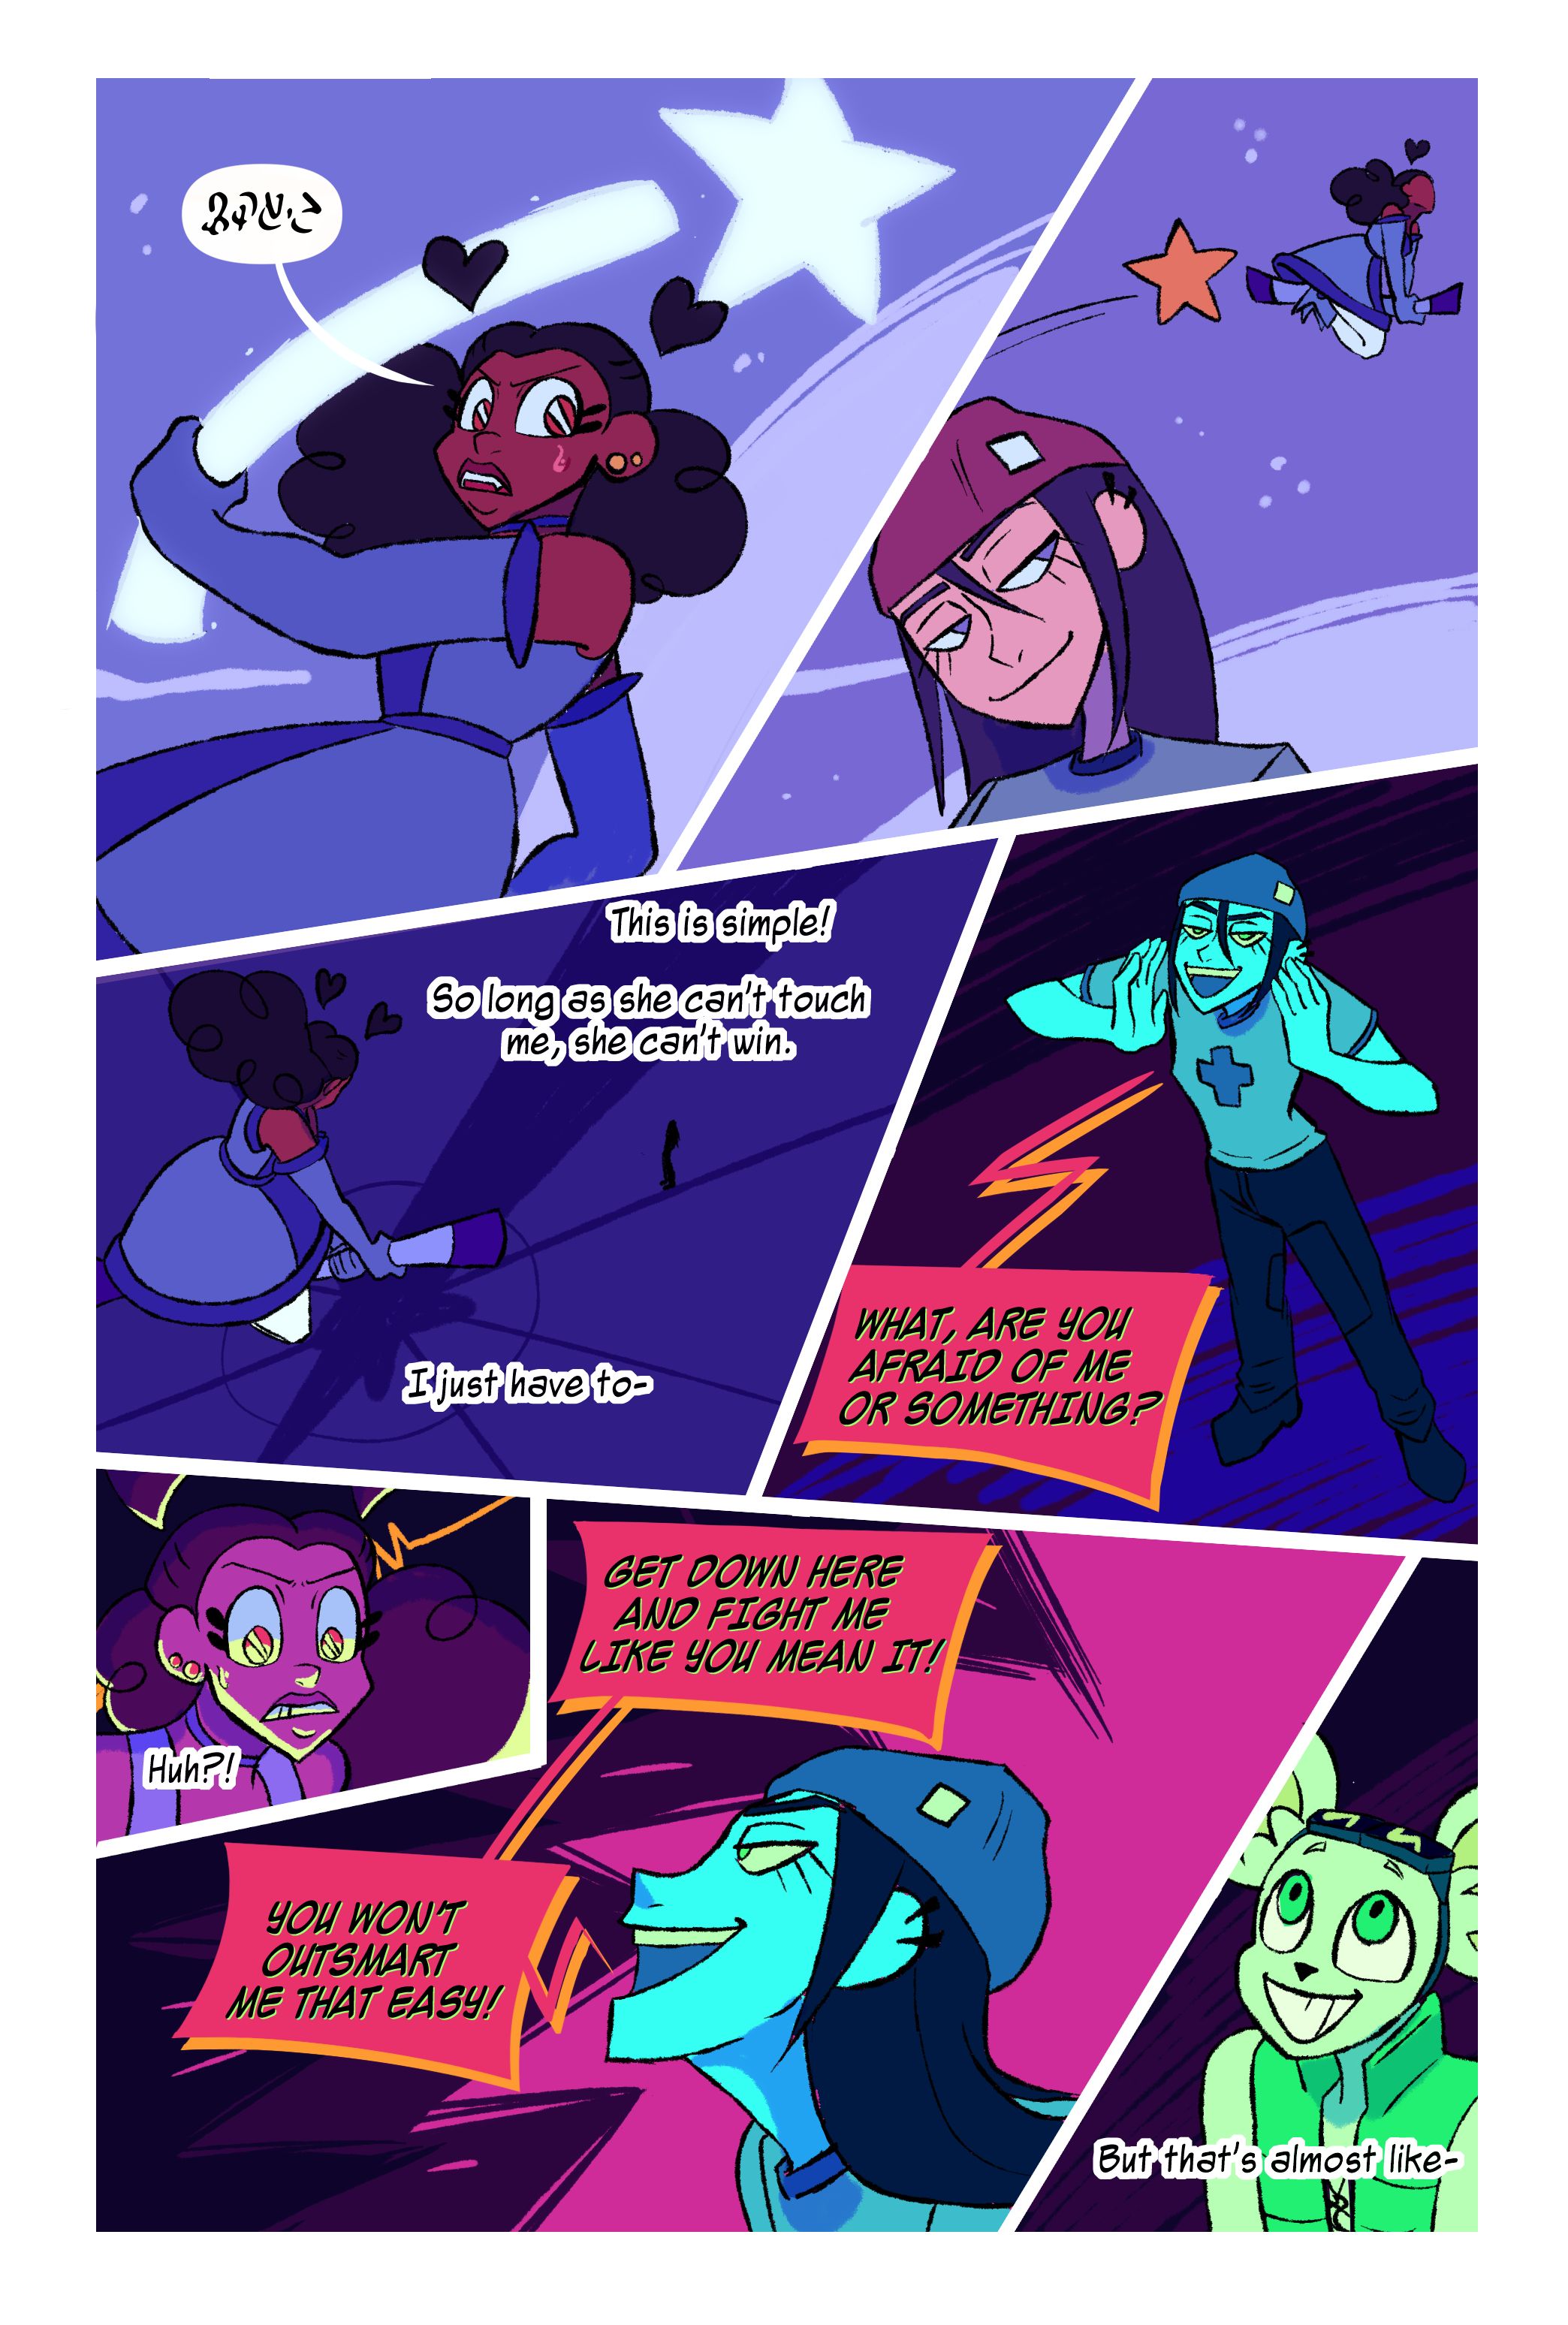 This is simple!
So long as she can't touch
me, she can't win.
I just have to-
WHAT, ARE YOU
AFRAID OF ME
OR SOMETHING?
Huh?!
GET DOWN HERE
AND FIGHT ME
LIKE YOU MEAN IT!
YOU WON'T
OUTSMART
ME THAT EASY!
But that's almost like-